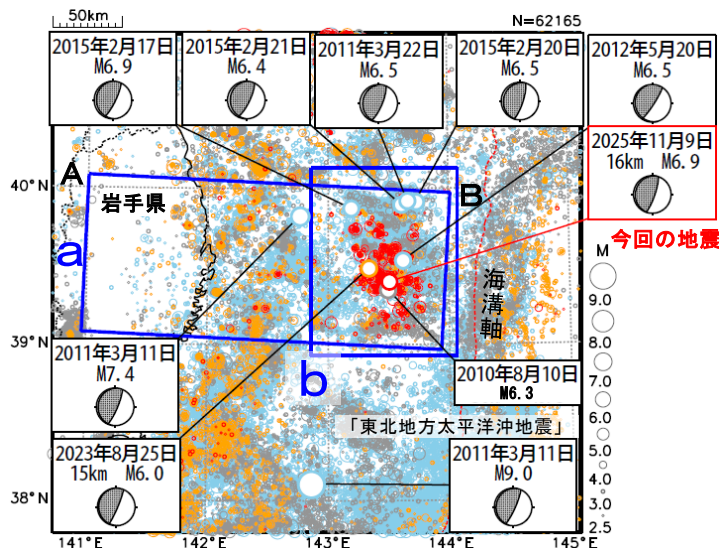 50km
N=62165
2015年2月17日
M6.9
2015年2月21日
M6.4
2011年3月22日
M6.5
2015年2月20日
M6.5
2012年5月20日
M6.5
2025年11月9日
16km M6.9
今回の地震
40°N
A
岩手県
B
a
海溝軸
M
9.0
8.0
7.0
6.0
5.0
4.0
3.0
2.5
39°N
b
2011年3月11日
M7.4
2010年8月10日
M6.3
「東北地方太平洋沖地震」
2023年8月25日
15km M6.0
2011年3月11日
M9.0
38°N
141°E
142°E
143°E
144°E
145°E